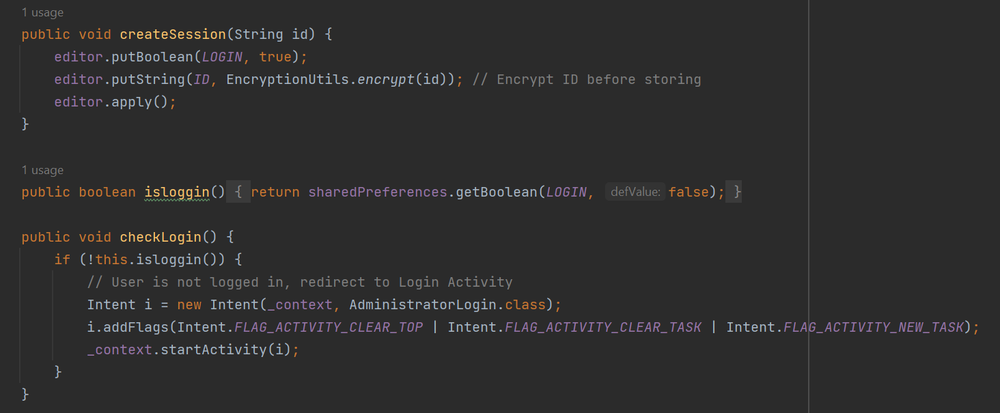 1 usage
public void createSession(String id) {
editor.putBoolean(LOGIN, true);
editor.putString(ID, EncryptionUtils.encrypt(id)); // Encrypt ID before storing
editor.apply();
}
1 usage
public boolean isloggin() { return sharedPreferences.getBoolean(LOGIN, defValue: false); }
public void checkLogin() {
if (!this.isloggin()) {
// User is not logged in, redirect to Login Activity
Intent i = new Intent(_context, AdministratorLogin.class);
i.addFlags(Intent.FLAG_ACTIVITY_CLEAR_TOP | Intent.FLAG_ACTIVITY_CLEAR_TASK | Intent.FLAG_ACTIVITY_NEW_TASK);
_context.startActivity(i);
}
}